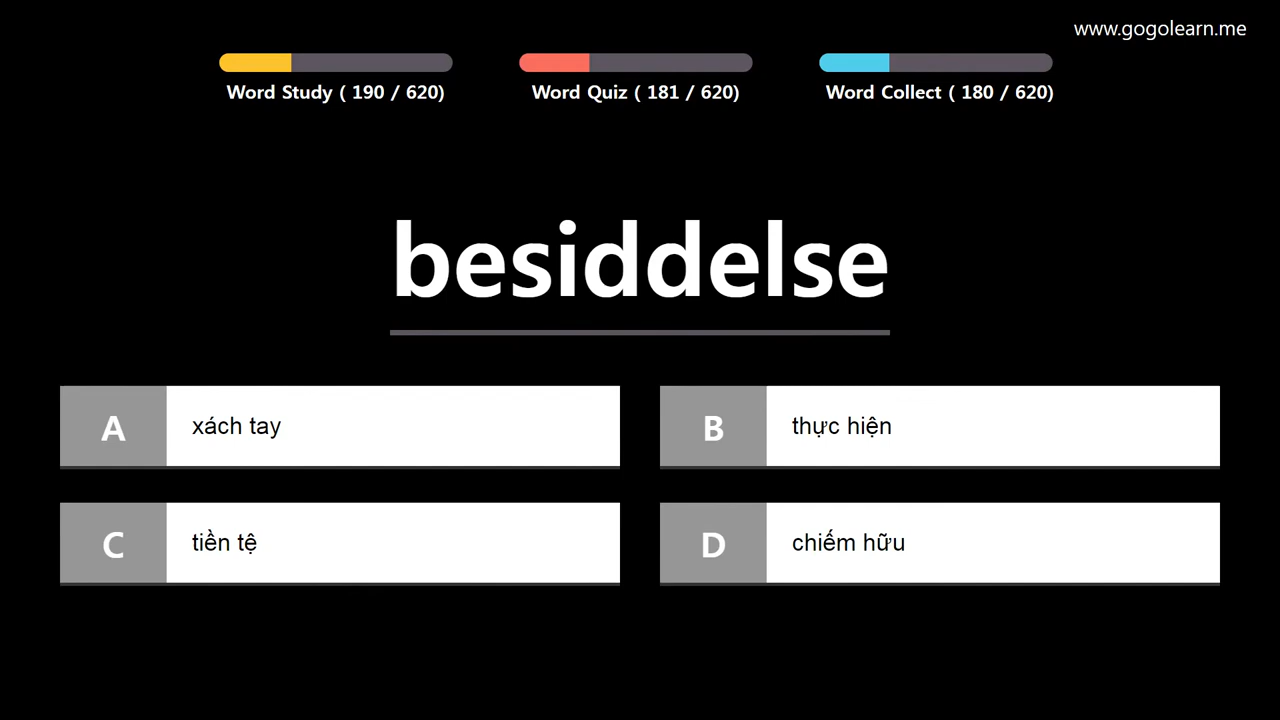 www.gogolearn.me
Word Study ( 190 / 620)
Word Quiz ( 181 / 620)
Word Collect ( 180 / 620)
besiddelse
A xách tay
B thực hiện
C tiền tệ
D chiếm hữu